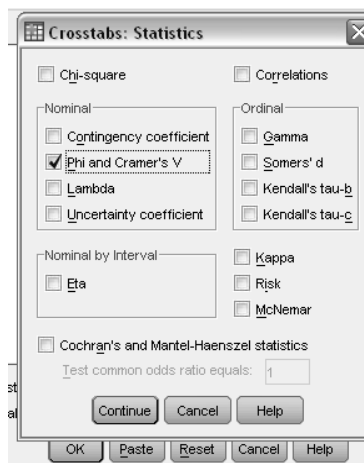 Crosstabs: Statistics
Chi-square
Correlations
Nominal
Contingency coefficient
Phi and Cramer's V
Lambda
Uncertainty coefficient
Ordinal
Gamma
Somers' d
Kendall's tau-b
Kendall's tau-c
Nominal by Interval
Eta
Kappa
Risk
McNemar
Cochran's and Mantel-Haenszel statistics
Test common odds ratio equals: 1
Continue Cancel Help
OK Paste Reset Cancel Help